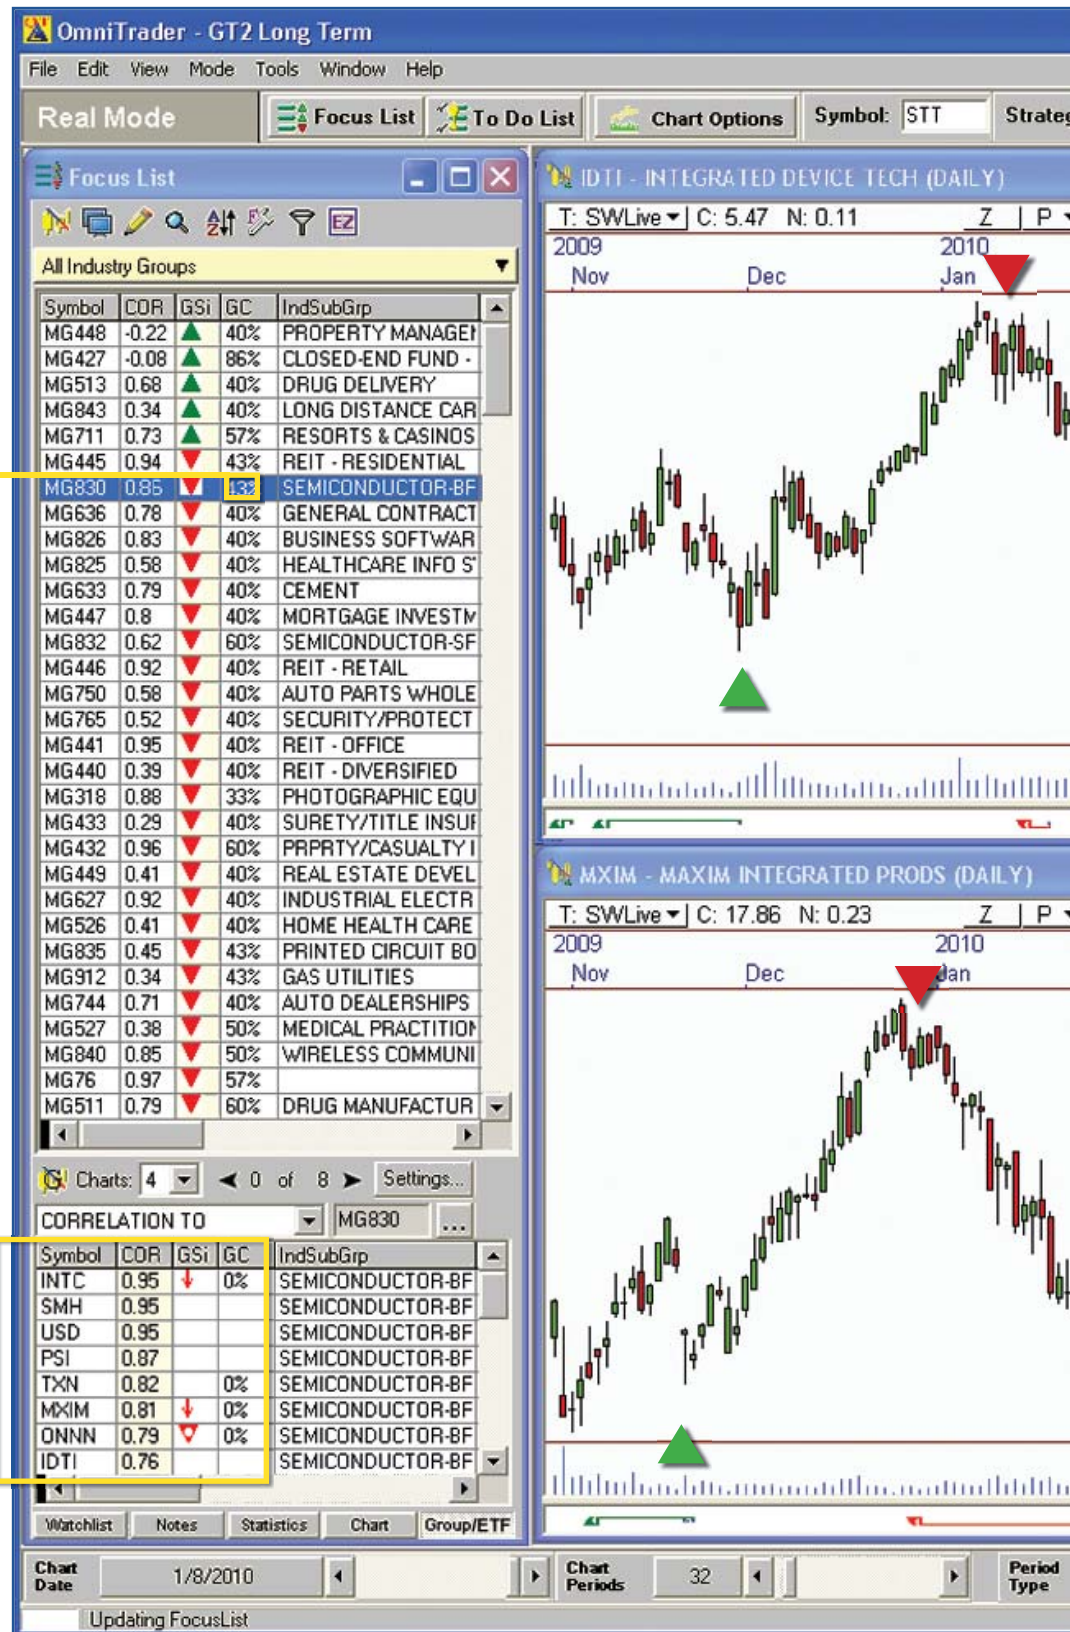 OmniTrader - GT2 Long Term
File Edit View Mode Tools Window Help
Real Mode Focus List To Do List Chart Options Symbol: STT Strateg
Focus List
EZ
All Industry Groups
Symbol COR GSi GC IndSubGrp
MG448 -0.22 40% PROPERTY MANAGEM
MG427 -0.08 86% CLOSED-END FUND -
MG513 0.68 40% DRUG DELIVERY
MG843 0.34 40% LONG DISTANCE CAR
MG711 0.73 57% RESORTS & CASINOS
MG445 0.94 43% REIT - RESIDENTIAL
MG830 0.86 43% SEMICONDUCTOR-BF
MG636 0.78 40% GENERAL CONTRACT
MG826 0.83 40% BUSINESS SOFTWAR
MG825 0.58 40% HEALTHCARE INFO S
MG633 0.79 40% CEMENT
MG447 0.8 40% MORTGAGE INVESTM
MG832 0.62 60% SEMICONDUCTOR-SF
MG446 0.92 40% REIT - RETAIL
MG750 0.58 40% AUTO PARTS WHOLE
MG765 0.52 40% SECURITY/PROTECT
MG441 0.95 40% REIT - OFFICE
MG440 0.39 40% REIT - DIVERSIFIED
MG318 0.88 33% PHOTOGRAPHIC EQU
MG433 0.29 40% SURETY/TITLE INSUF
MG432 0.96 60% PRPRTY/CASUALTY I
MG449 0.41 40% REAL ESTATE DEVEL
MG627 0.92 40% INDUSTRIAL ELECTR
MG526 0.41 40% HOME HEALTH CARE
MG835 0.45 43% PRINTED CIRCUIT BO
MG912 0.34 43% GAS UTILITIES
MG744 0.71 40% AUTO DEALERSHIPS
MG527 0.38 50% MEDICAL PRACTITION
MG840 0.85 50% WIRELESS COMMUNI
MG76 0.97 57%
MG511 0.79 60% DRUG MANUFACTUR
Charts: 4 0 of 8 Settings...
CORRELATION TO MG830 ...
Symbol COR GSi GC IndSubGrp
INTC 0.95 0% SEMICONDUCTOR-BF
SMH 0.95 SEMICONDUCTOR-BF
USD 0.95 SEMICONDUCTOR-BF
PSI 0.87 SEMICONDUCTOR-BF
TXN 0.82 0% SEMICONDUCTOR-BF
MXIM 0.81 0% SEMICONDUCTOR-BF
ONNN 0.79 0% SEMICONDUCTOR-BF
IDTI 0.76 SEMICONDUCTOR-BF
Watchlist Notes Statistics Chart Group/ETF
IDTI - INTEGRATED DEVICE TECH (DAILY)
T: SWLive C: 5.47 N: 0.11 Z P
2009 2010
Nov Dec Jan
MXIM - MAXIM INTEGRATED PRODS (DAILY)
T: SWLive C: 17.86 N: 0.23 Z P
2009 2010
Nov Dec Jan
Chart Date 1/8/2010 Chart Periods 32 Period Type
Updating FocusList